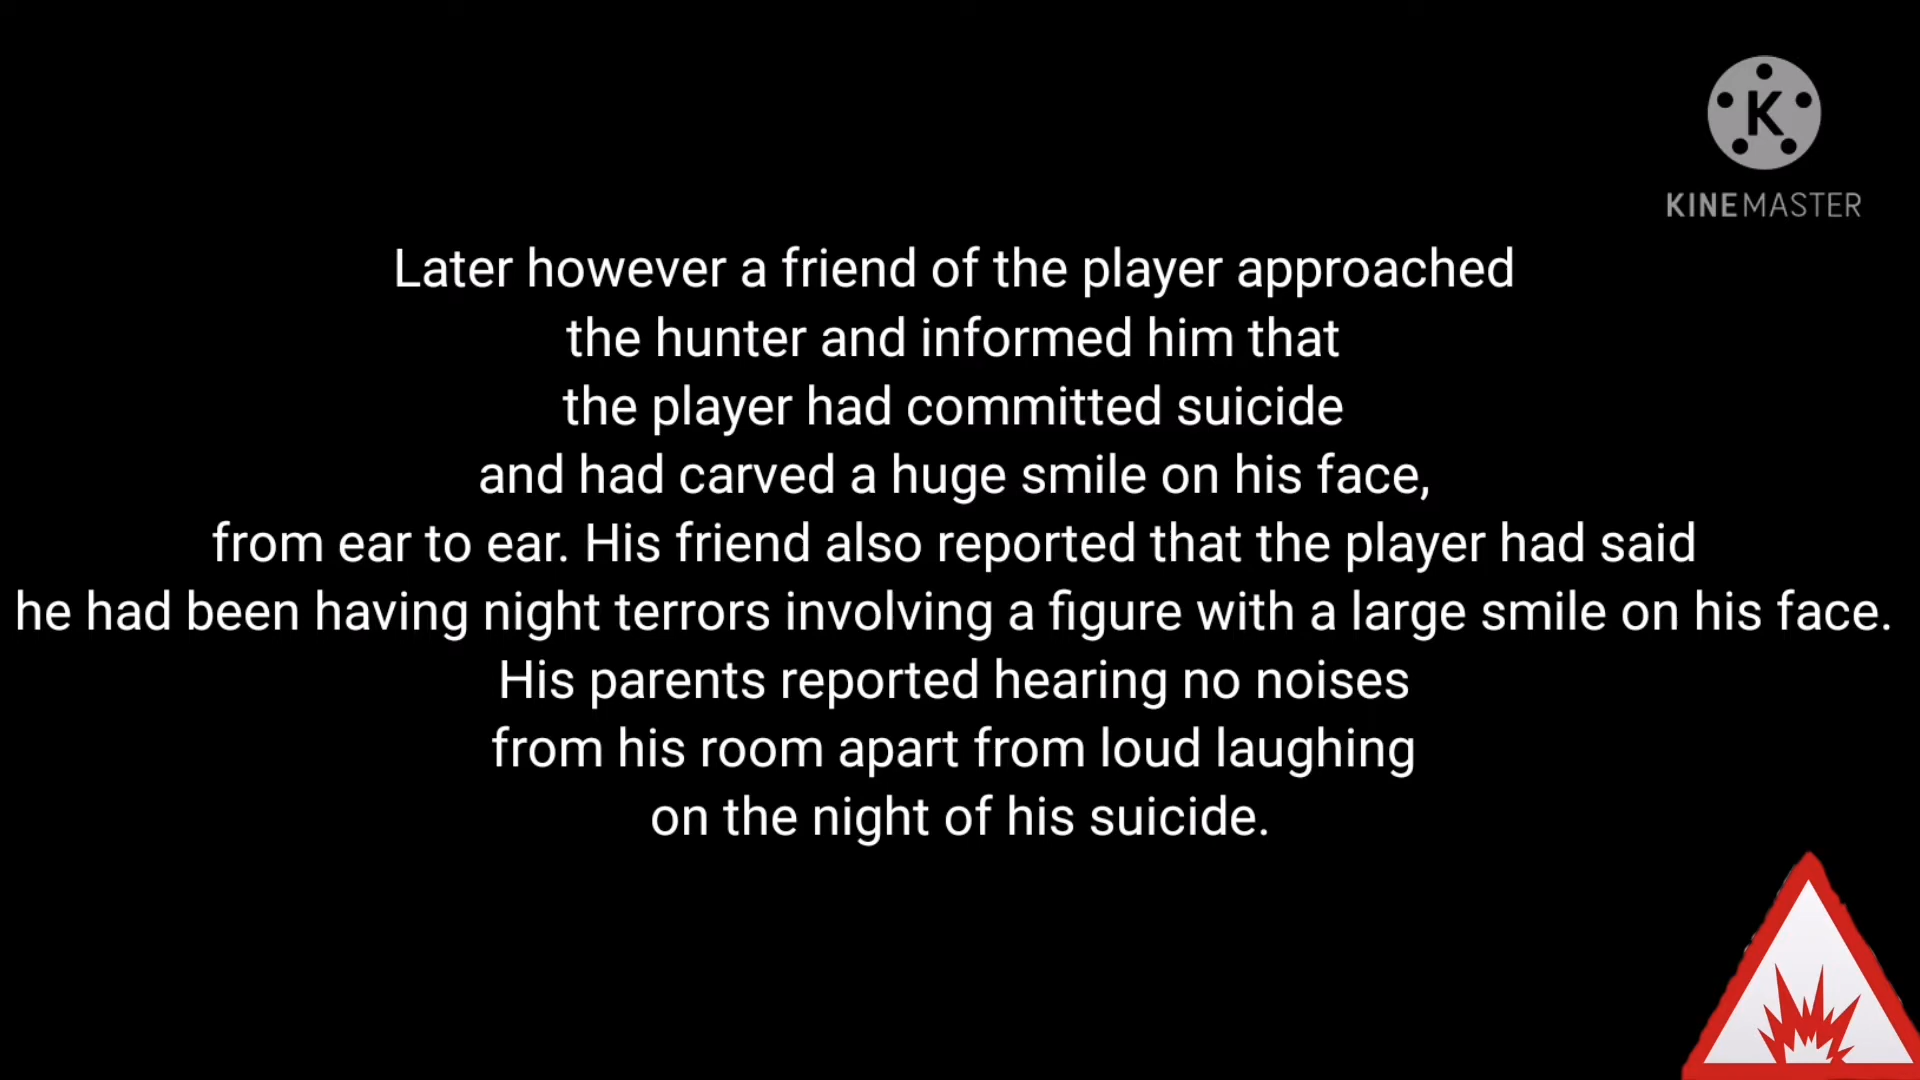 K
KINEMASTER
Later however a friend of the player approached
the hunter and informed him that
the player had committed suicide
and had carved a huge smile on his face,
from ear to ear. His friend also reported that the player had said
he had been having night terrors involving a figure with a large smile on his face.
His parents reported hearing no noises
from his room apart from loud laughing
on the night of his suicide.